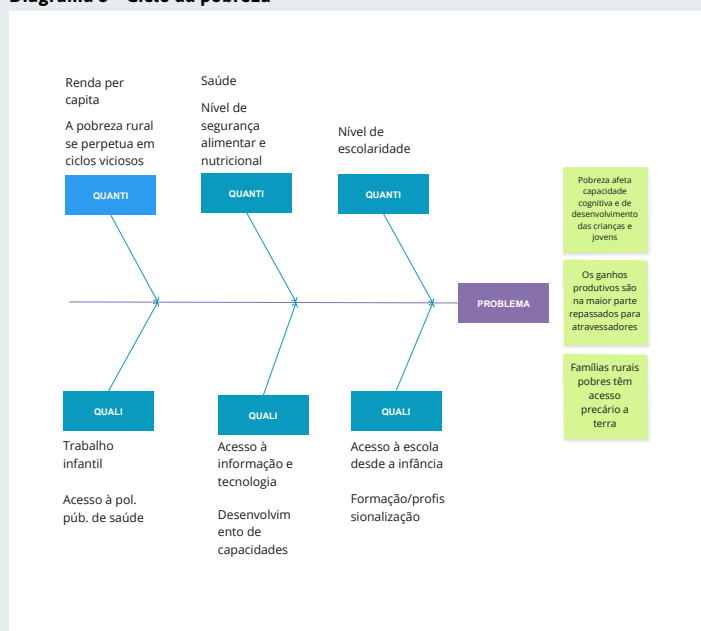 Renda per
capita
A pobreza rural
se perpetua em
ciclos viciosos
QUANTI
Saúde
Nível de
segurança
alimentar e
nutricional
QUANTI
Nível de
escolaridade
QUANTI
PROBLEMA
Pobreza afeta
capacidade
cognitiva e de
desenvolvimento
das crianças e
jovens
Os ganhos
produtivos são
na maior parte
repassados para
atravessadores
Famílias rurais
pobres têm
acesso
precário a
terra
QUALI
Trabalho
infantil
Acesso à pol.
púb. de saúde
QUALI
Acesso à
informação e
tecnologia
Desenvolvim
ento de
capacidades
QUALI
Acesso à escola
desde a infância
Formação/profis
sionalização